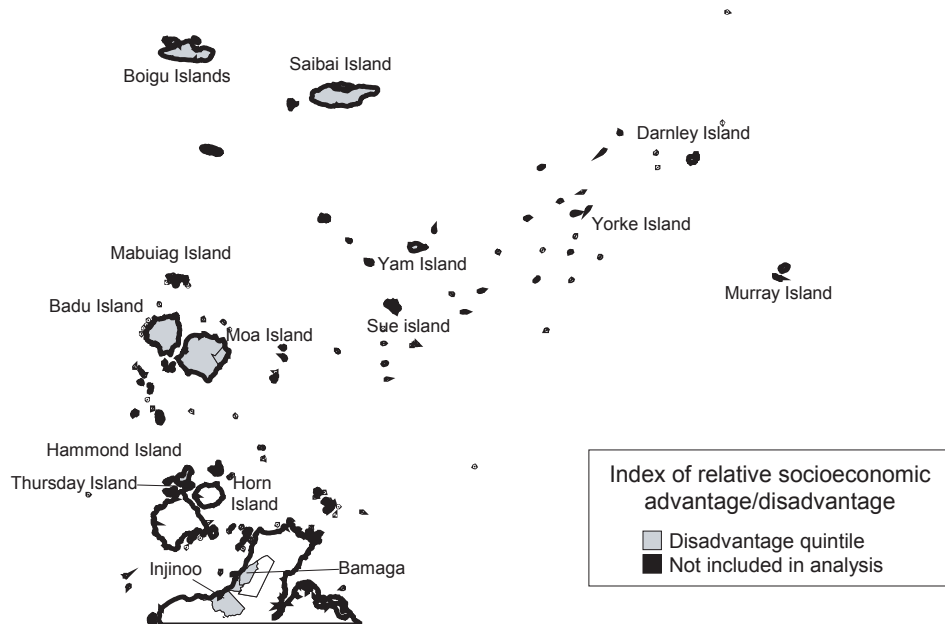 Boigu Islands
Saibai Island
Darnley Island
Yorke Island
Mabuiag Island
Yam Island
Badu Island
Murray Island
Moa Island
Sue island
Hammond Island
Thursday Island
Horn
Island
Injinoo
Bamaga
Index of relative socioeconomic
advantage/disadvantage
Disadvantage quintile
Not included in analysis